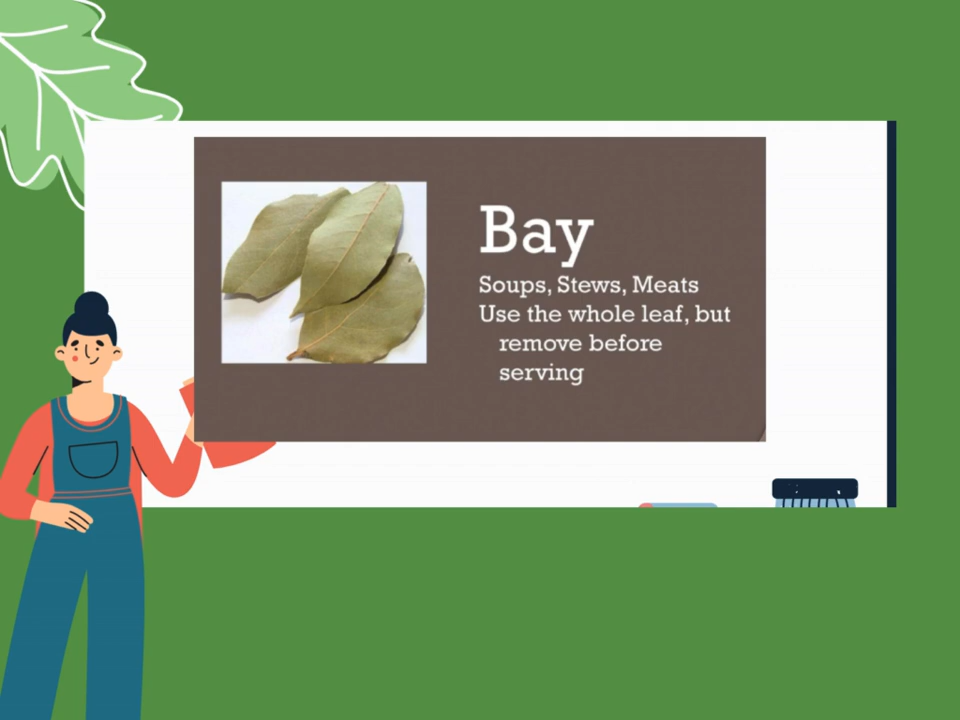 Bay
Soups, Stews, Meats
Use the whole leaf, but
remove before
serving